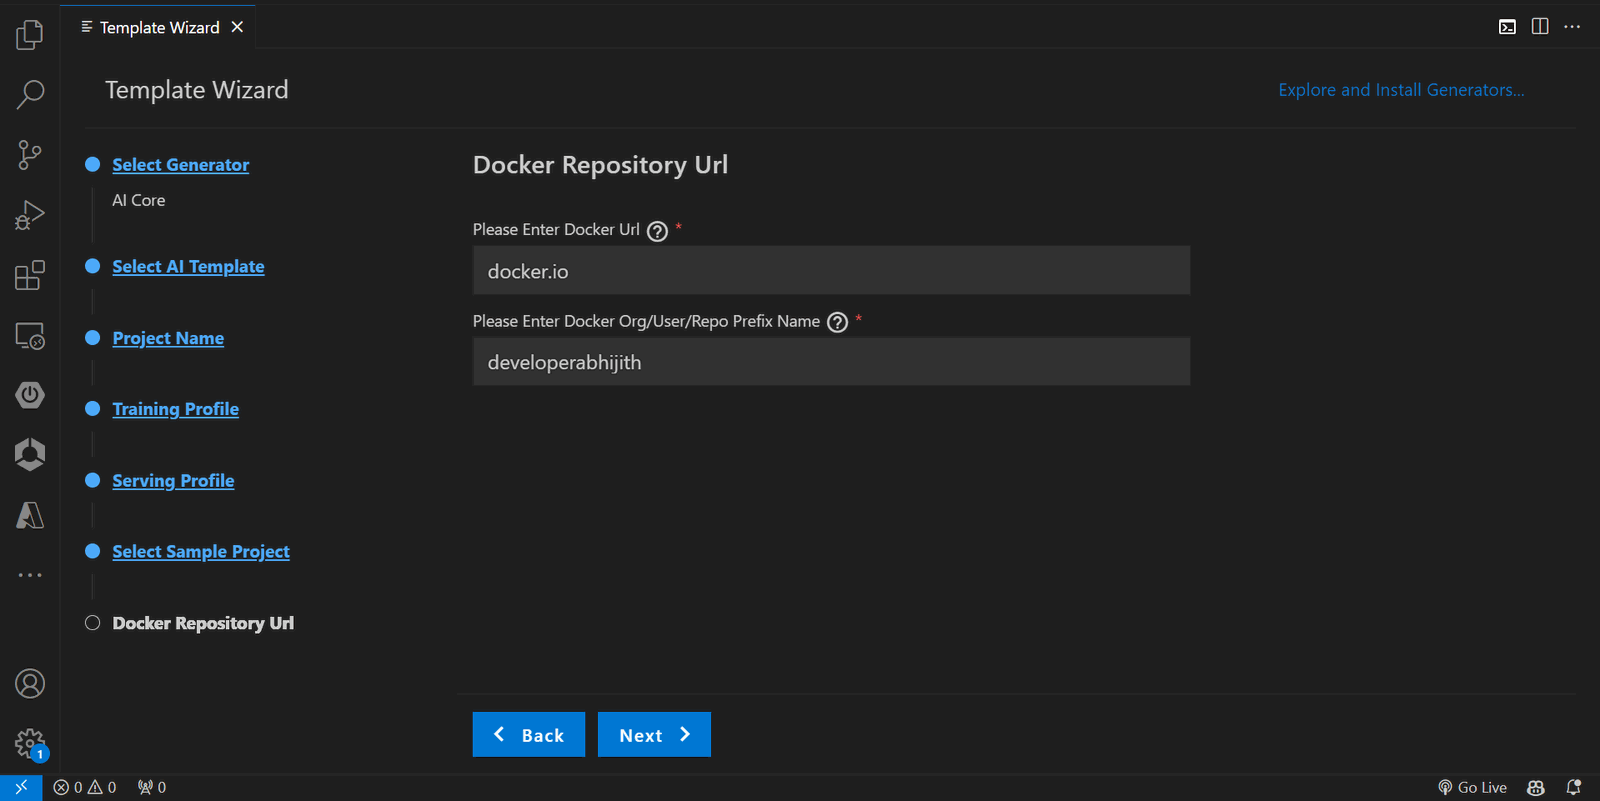 Template Wizard
Template Wizard
Explore and Install Generators...
Select Generator
AI Core
Select AI Template
Project Name
Training Profile
Serving Profile
Select Sample Project
Docker Repository Url
Docker Repository Url
Please Enter Docker Url ? *
docker.io
Please Enter Docker Org/User/Repo Prefix Name ? *
developerabhijith
Back
Next
1
0 0 0
Go Live